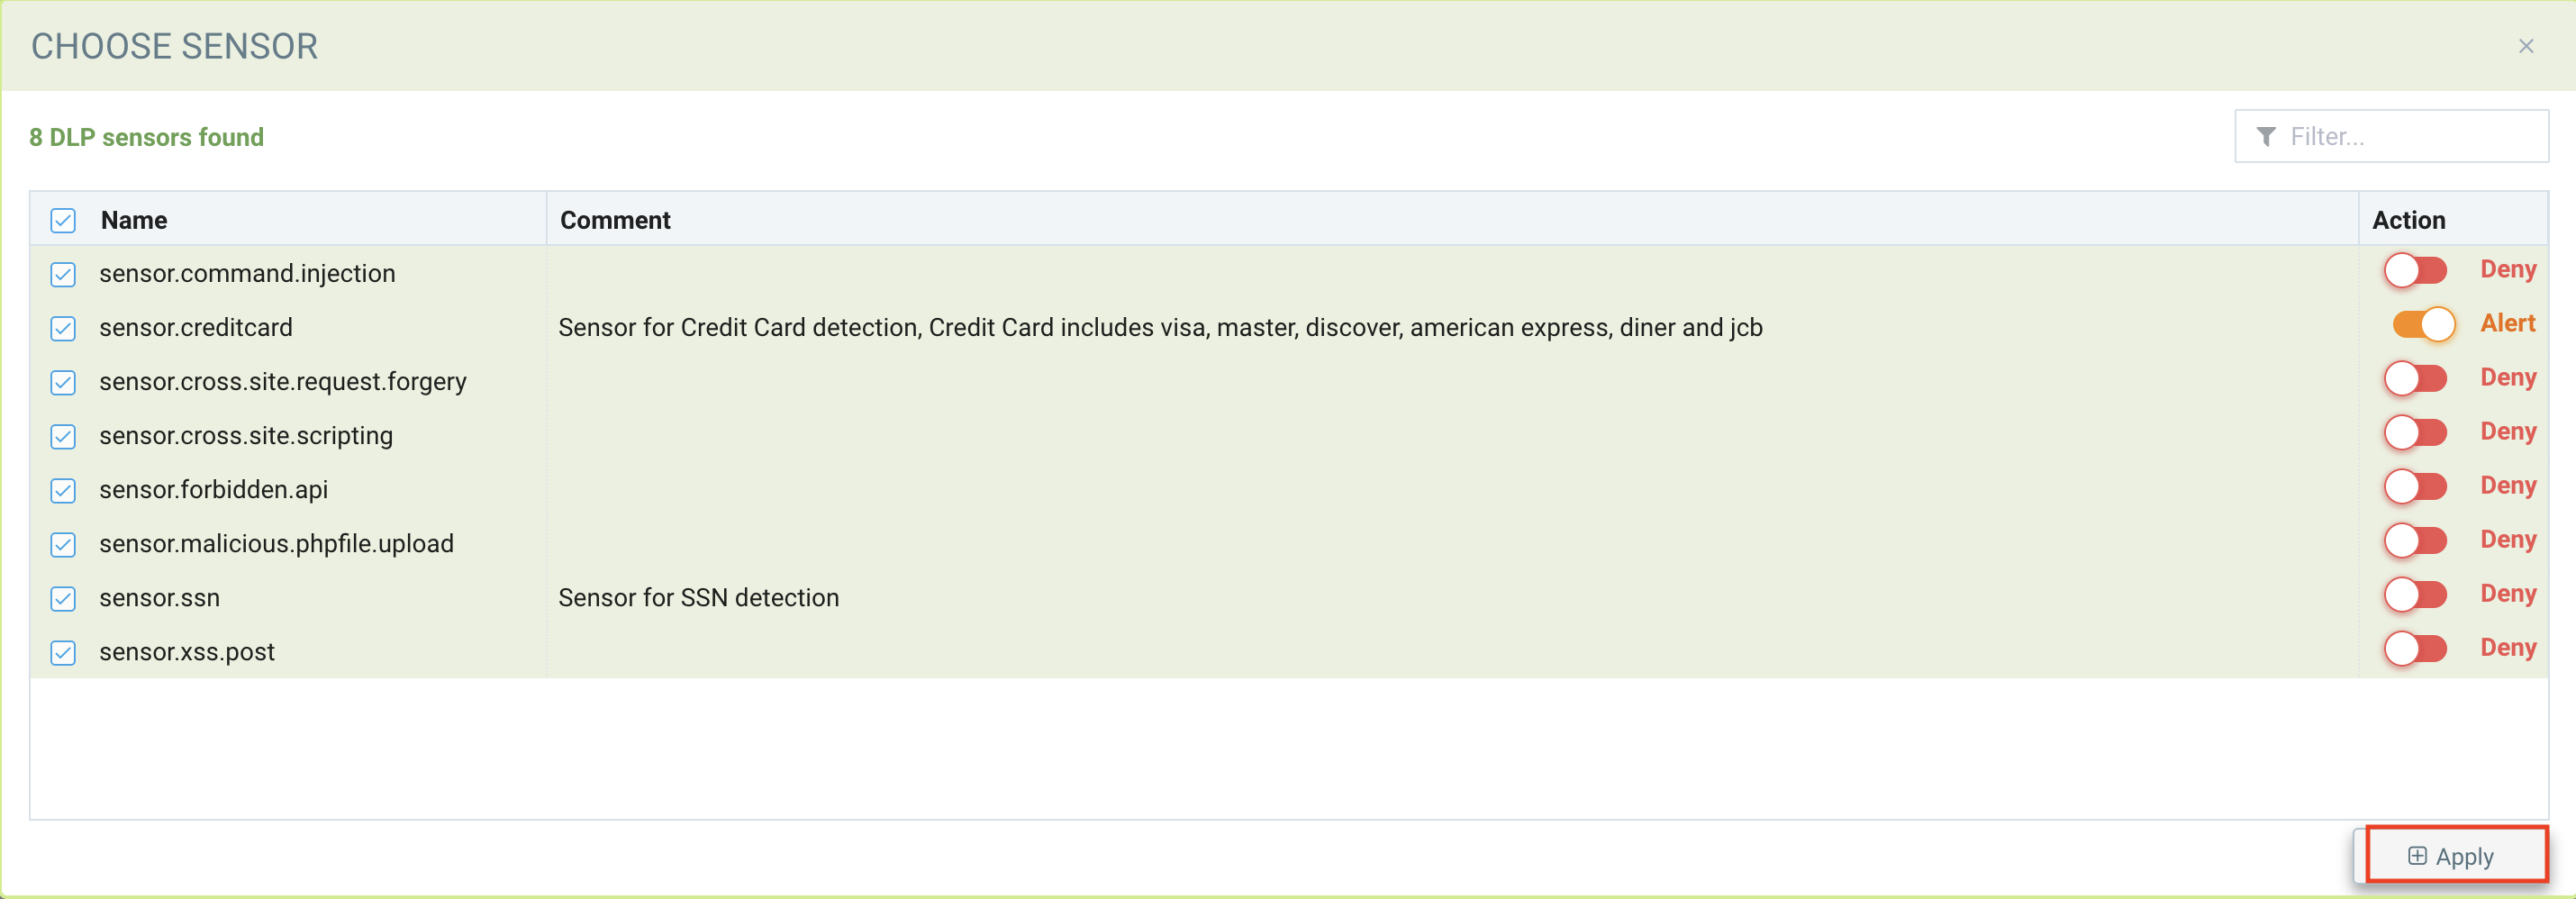 CHOOSE SENSOR
8 DLP sensors found
Filter...
Name Comment Action
sensor.command.injection Deny
sensor.creditcard Sensor for Credit Card detection, Credit Card includes visa, master, discover, american express, diner and jcb Alert
sensor.cross.site.request.forgery Deny
sensor.cross.site.scripting Deny
sensor.forbidden.api Deny
sensor.malicious.phpfile.upload Deny
sensor.ssn Sensor for SSN detection Deny
sensor.xss.post Deny
Apply